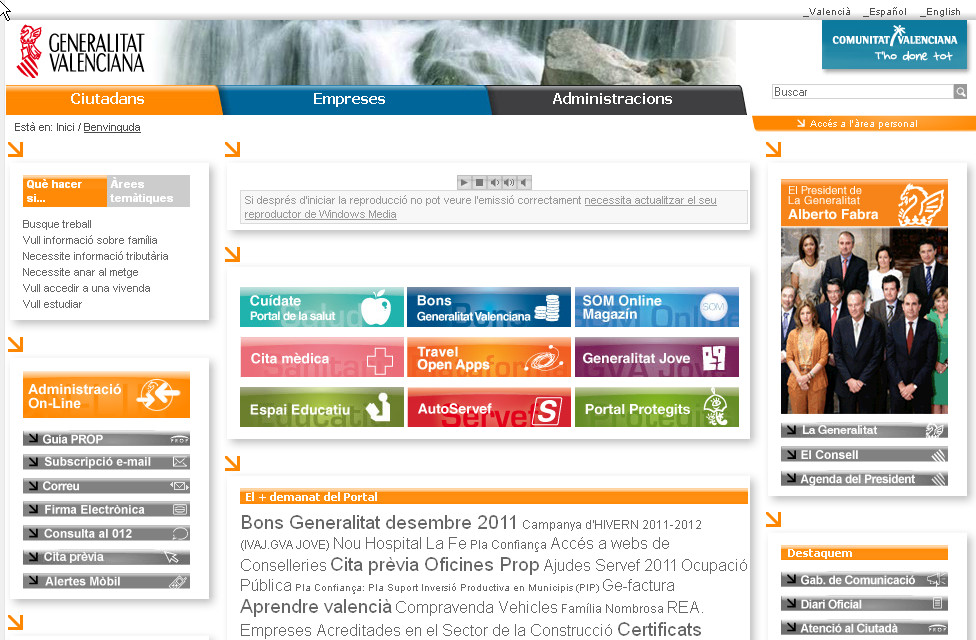 _Valencià _Español _English
GENERALITAT
VALENCIANA
COMUNITAT VALENCIANA
T'ho done tot
Ciutadans
Empreses
Administracions
Buscar
Està en: Inici / Benvinguda
Accés a l'àrea personal
Què hacer
si...
Àrees
temàtiques
Busque treball
Vull informació sobre família
Necessite informació tributària
Necessite anar al metge
Vull accedir a una vivenda
Vull estudiar
Administració
On-Line
Guia PROP
Subscripció e-mail
Correu
Firma Electrònica
Consulta al 012
Cita prèvia
Alertes Mòbil
Si després d'iniciar la reproducció no pot veure l'emissió correctament necessita actualitzar el seu
reproductor de Windows Media
Cuídate
Portal de la salut
Bons
Generalitat Valenciana
SOM Online
Magazín
SOM
Cita mèdica
Travel
Open Apps
Generalitat Jove
Espai Educatiu
AutoServef
S
Portal Protegits
El + demanat del Portal
Bons Generalitat desembre 2011 Campanya d'HIVERN 2011-2012
(IVAJ.GVA JOVE) Nou Hospital La Fe Pla Confiança Accés a webs de
Conselleries Cita prèvia Oficines Prop Ajudes Servef 2011 Ocupació
Pública Pla Confiança: Pla Suport Inversió Productiva en Municipis (PIP) Ge-factura
Aprendre valencià Compravenda Vehicles Família Nombrosa REA.
Empreses Acreditades en el Sector de la Construcció Certificats
El President de
La Generalitat
Alberto Fabra
La Generalitat
El Consell
Agenda del President
Destaquem
Gab. de Comunicació
Diari Oficial
Atenció al Ciutadà